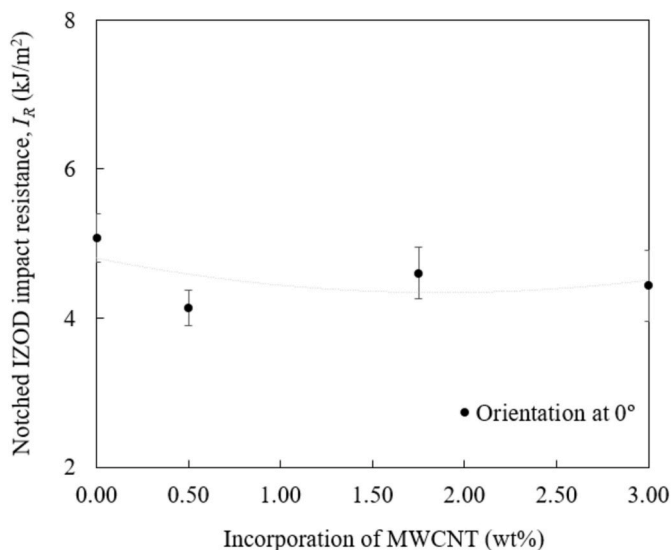 Notched IZOD impact resistance, I_R (kJ/m²)
8
6
4
2
Orientation at 0°
0.00 0.50 1.00 1.50 2.00 2.50 3.00
Incorporation of MWCNT (wt%)